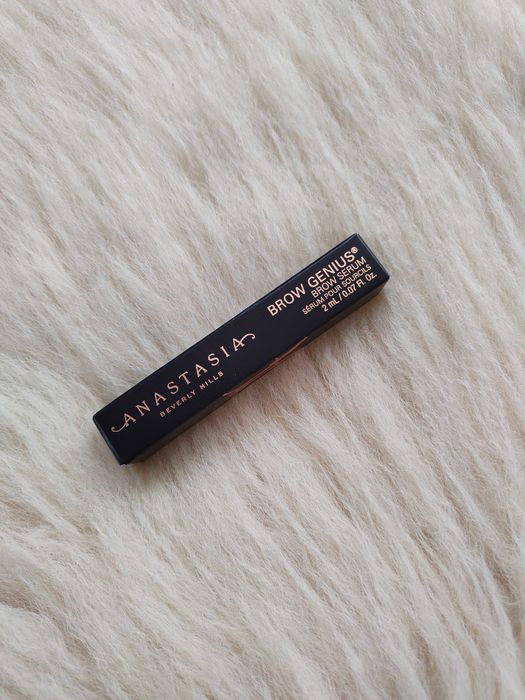 ANASTASIA
BEVERLY HILLS
BROW GENIUS®
BROW SERUM
SÉRUM POUR SOURCILS
2 mL / 0.07 Fl. Oz.